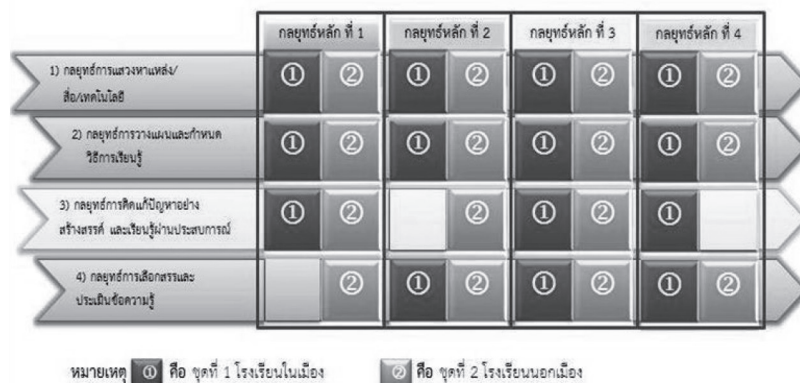 กลยุทธ์หลัก ที่ 1 กลยุทธ์หลัก ที่ 2 กลยุทธ์หลัก ที่ 3 กลยุทธ์หลัก ที่ 4
1) กลยุทธ์การแสวงหาแหล่ง/
สื่อ/เทคโนโลยี
① ② ① ② ① ② ① ②
2) กลยุทธ์การวางแผนและกำหนด
วิธีการเรียนรู้
① ② ① ② ① ② ① ②
3) กลยุทธ์การคิดแก้ปัญหาอย่าง
สร้างสรรค์ และเรียนรู้ผ่านประสบการณ์
① ② ② ① ② ①
4) กลยุทธ์การเลือกสรรและ
ประเมินข้อความรู้
② ① ② ① ② ① ②
หมายเหตุ ① คือ ชุดที่ 1 โรงเรียนในเมือง ② คือ ชุดที่ 2 โรงเรียนนอกเมือง